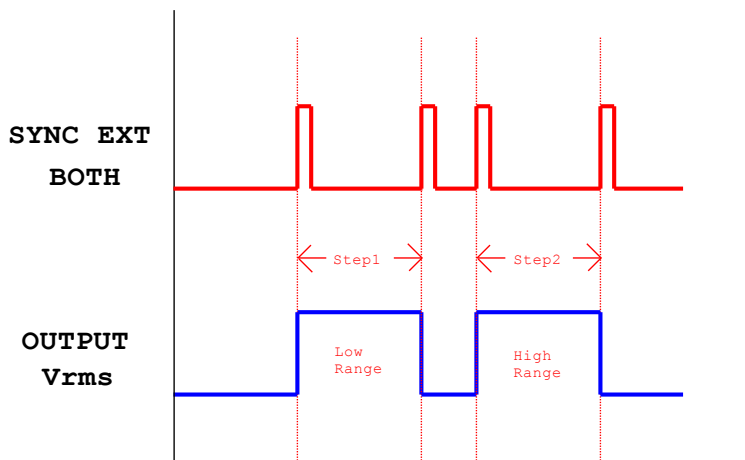 SYNC EXT
BOTH
Step1
Step2
OUTPUT
Vrms
Low
Range
High
Range